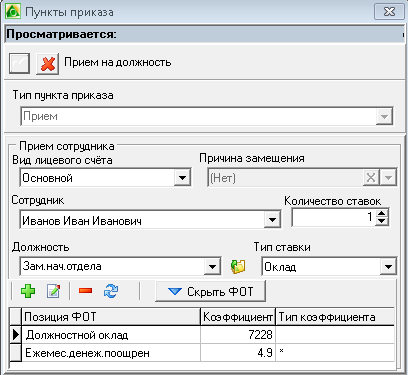 Пункты приказа
Просматривается:
Прием на должность
Тип пункта приказа
Прием
Прием сотрудника
Вид лицевого счёта Причина замещения
Основной (Нет)
Сотрудник Количество ставок
Иванов Иван Иванович 1
Должность Тип ставки
Зам.нач.отдела Оклад
Скрыть ФОТ
Позиция ФОТ Коэффициент Тип коэффициента
Должностной оклад 7228
Ежемес.денеж.поощрен 4.9 *